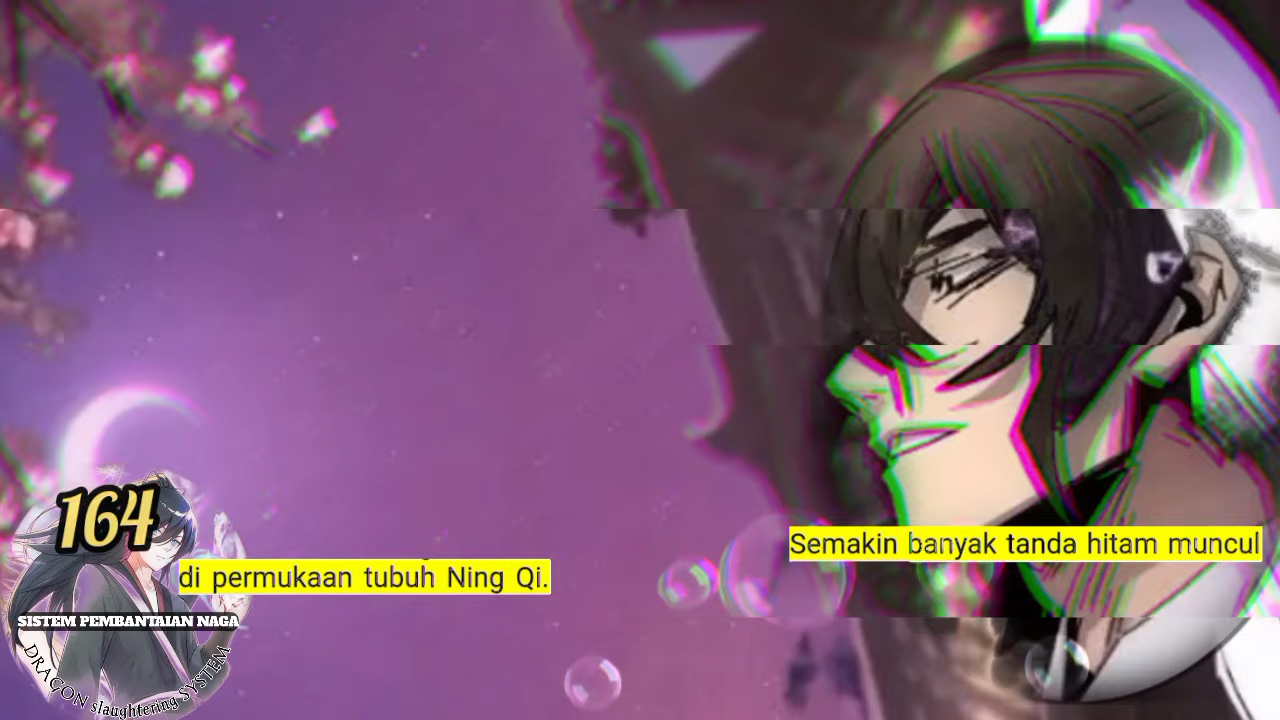 Semakin banyak tanda hitam muncul
di permukaan tubuh Ning Qi.
164
SISTEM PEMBANTAIAN NAGA
DRAGON slaughtering SYSTEM